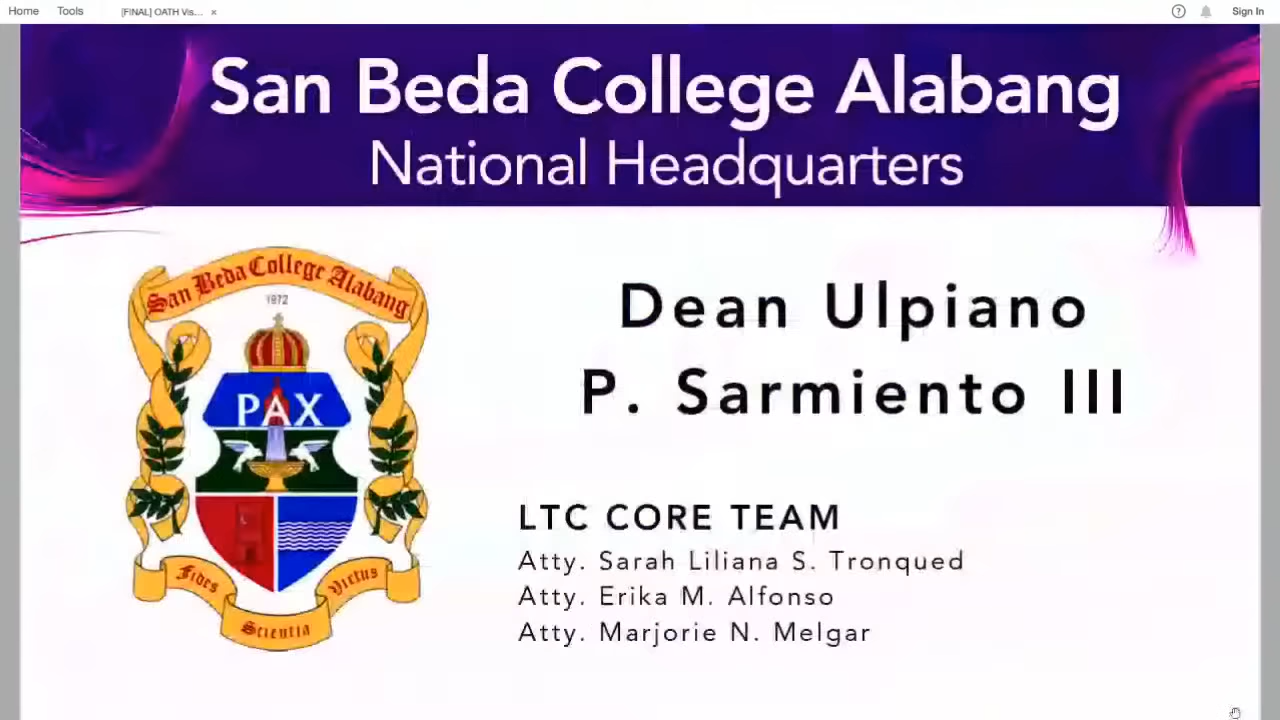 Home Tools [FINAL] OATH Vis... × ? Sign In
San Beda College Alabang
National Headquarters
San Beda College Alabang
1972
PAX
Fides
Scientia
Virtus
Dean Ulpiano
P. Sarmiento III
LTC CORE TEAM
Atty. Sarah Liliana S. Tronqued
Atty. Erika M. Alfonso
Atty. Marjorie N. Melgar